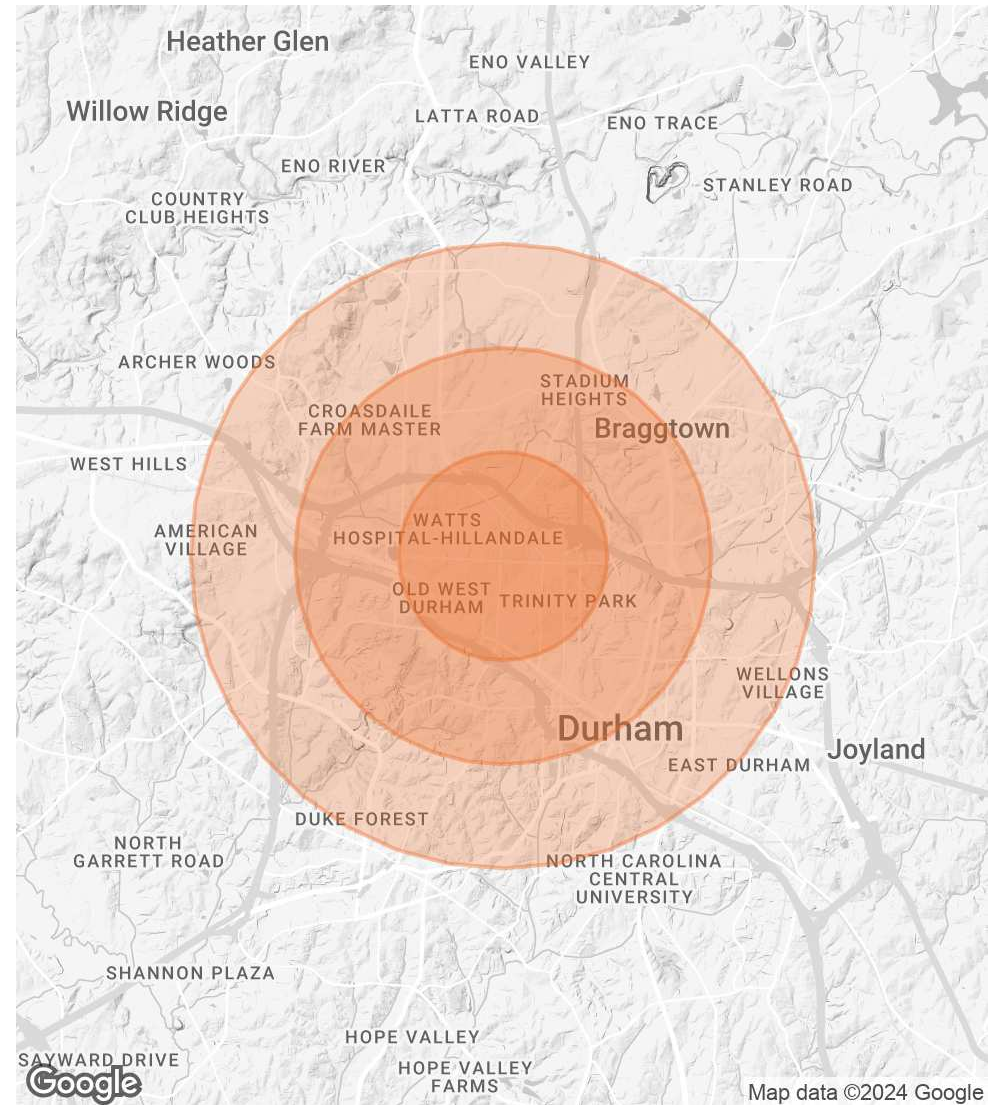 Heather Glen
ENO VALLEY
Willow Ridge
LATTA ROAD
ENO TRACE
ENO RIVER
STANLEY ROAD
COUNTRY
CLUB HEIGHTS
ARCHER WOODS
STADIUM
HEIGHTS
CROASDAILE
FARM MASTER
Braggtown
WEST HILLS
AMERICAN
VILLAGE
WATTS
HOSPITAL-HILLANDALE
OLD WEST
DURHAM
TRINITY PARK
WELLONS
VILLAGE
Durham
Joyland
EAST DURHAM
DUKE FOREST
NORTH
GARRETT ROAD
NORTH CAROLINA
CENTRAL
UNIVERSITY
SHANNON PLAZA
HOPE VALLEY
SAYWARD DRIVE
HOPE VALLEY
FARMS
Google
Map data ©2024 Google